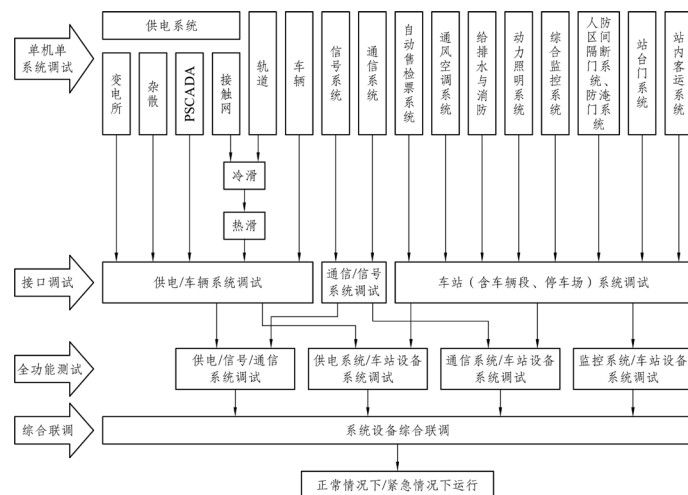 单机单
系统调试
供电系统
变电所
杂散
PSCADA
接触网
轨道
车辆
信号系统
通信系统
自动售检票系统
通风空调系统
给排水与消防
动力照明系统
综合监控系统
人防
区间
隔断
门系
统、
防淹
门系
统
站台门系统
站内客运系统
冷滑
热滑
接口调试
供电/车辆系统调试
通信/信号
系统调试
车站（含车辆段、停车场）系统调试
全功能测试
供电/信号/通信
系统调试
供电系统/车站设备
系统调试
通信系统/车站设备
系统调试
监控系统/车站设备
系统调试
综合联调
系统设备综合联调
正常情况下/紧急情况下运行